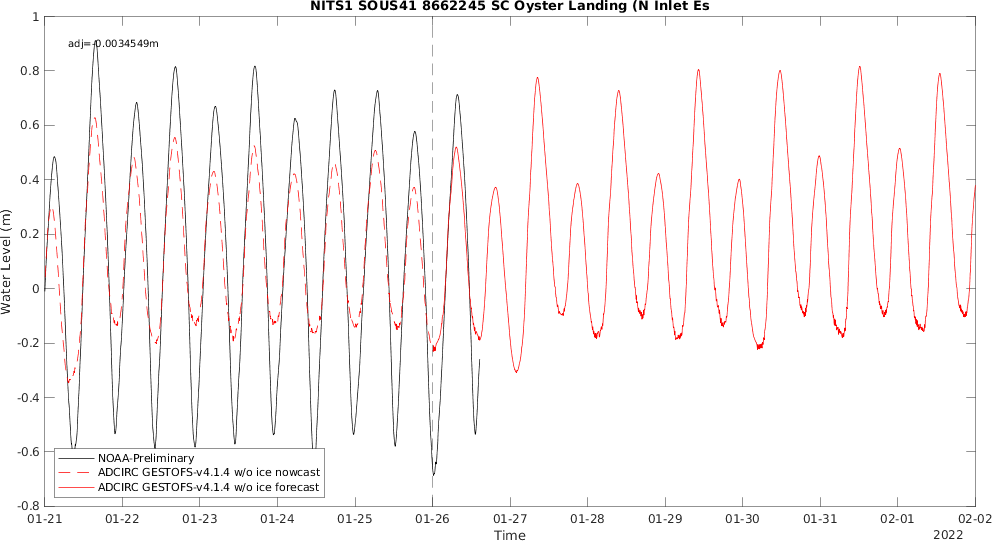 NITS1 SOUS41 8662245 SC Oyster Landing (N Inlet Es
adj=-0.0034549m
Water Level (m)
1
0.8
0.6
0.4
0.2
0
-0.2
-0.4
-0.6
-0.8
NOAA-Preliminary
ADCIRC GESTOFS-v4.1.4 w/o ice nowcast
ADCIRC GESTOFS-v4.1.4 w/o ice forecast
01-21 01-22 01-23 01-24 01-25 01-26 01-27 01-28 01-29 01-30 01-31 02-01 02-02
Time
2022